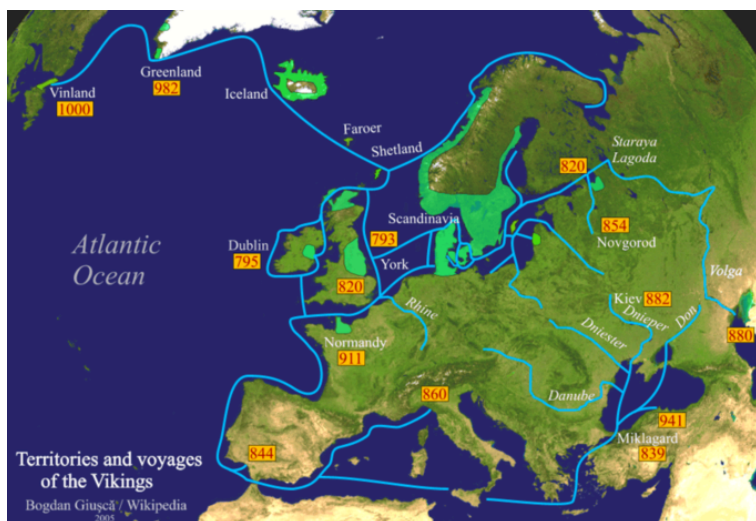 Greenland
982
Vinland
1000
Iceland
Faroer
Shetland
Staraya
Lagoda
820
Scandinavia
854
Novgorod
Atlantic
Ocean
Dublin
795
793
York
820
Volga
Kiev 882
Rhine
Dnieper
Don
Dniester
880
Normandy
911
860
Danube
941
Miklagard
839
844
Territories and voyages
of the Vikings
Bogdan Giuşcă / Wikipedia
2005